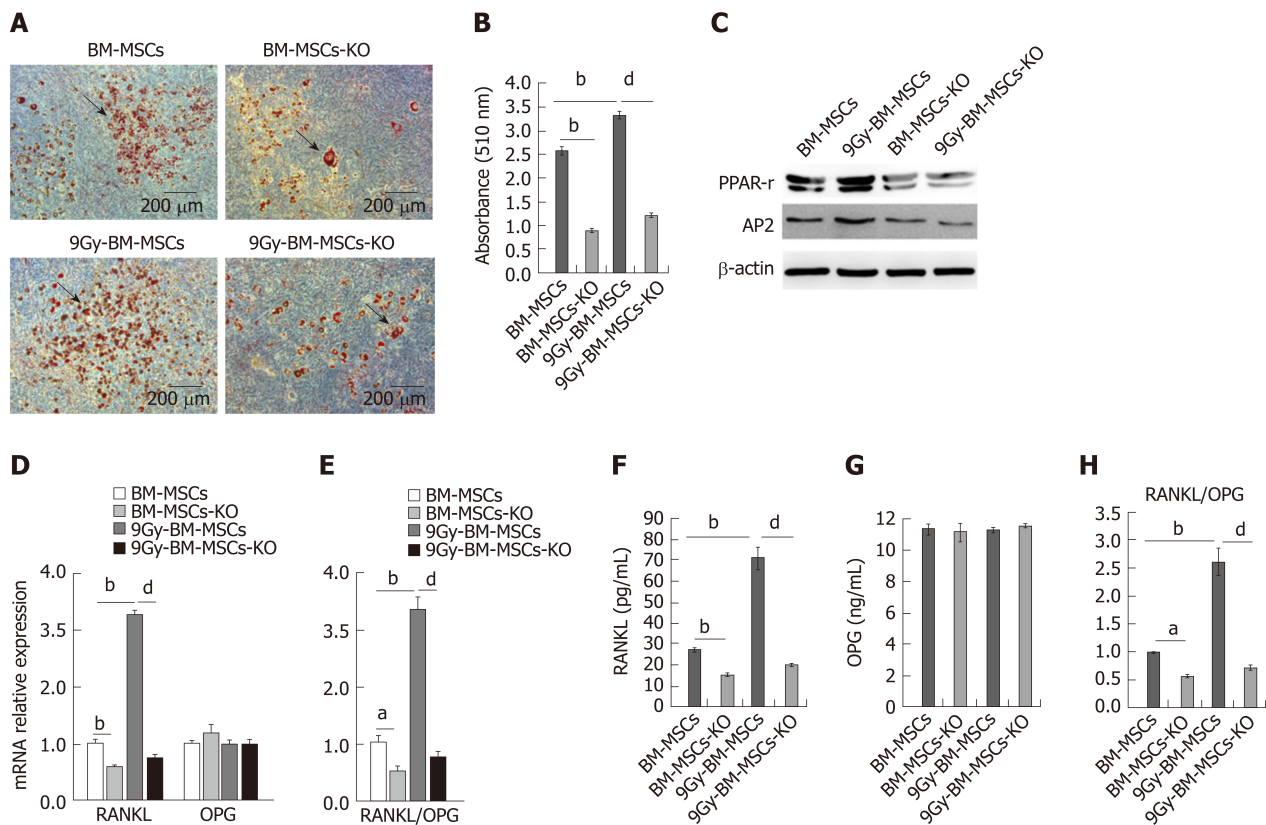 A
BM-MSCs
BM-MSCs-KO
200 μm
200 μm
9Gy-BM-MSCs
9Gy-BM-MSCs-KO
200 μm
200 μm
B
Absorbance (510 nm)
4.0
3.5
3.0
2.5
2.0
1.5
1.0
0.5
0.0
b
d
b
BM-MSCs
BM-MSCs-KO
9Gy-BM-MSCs
9Gy-BM-MSCs-KO
C
BM-MSCs
9Gy-BM-MSCs
BM-MSCs-KO
9Gy-BM-MSCs-KO
PPAR-r
AP2
β-actin
D
BM-MSCs
BM-MSCs-KO
9Gy-BM-MSCs
9Gy-BM-MSCs-KO
mRNA relative expression
4.0
3.5
2.0
1.0
0.0
b
d
b
RANKL
OPG
E
BM-MSCs
BM-MSCs-KO
9Gy-BM-MSCs
9Gy-BM-MSCs-KO
4.0
3.5
2.0
1.0
0.0
b
d
a
RANKL/OPG
F
RANKL (pg/mL)
90
80
70
60
50
40
30
20
10
0
b
d
b
BM-MSCs
BM-MSCs-KO
9Gy-BM-MSCs
9Gy-BM-MSCs-KO
G
OPG (ng/mL)
12
10
8
6
4
2
0
BM-MSCs
BM-MSCs-KO
9Gy-BM-MSCs
9Gy-BM-MSCs-KO
H
RANKL/OPG
3.5
3.0
2.5
2.0
1.5
1.0
0.5
0.0
b
d
a
BM-MSCs
BM-MSCs-KO
9Gy-BM-MSCs
9Gy-BM-MSCs-KO